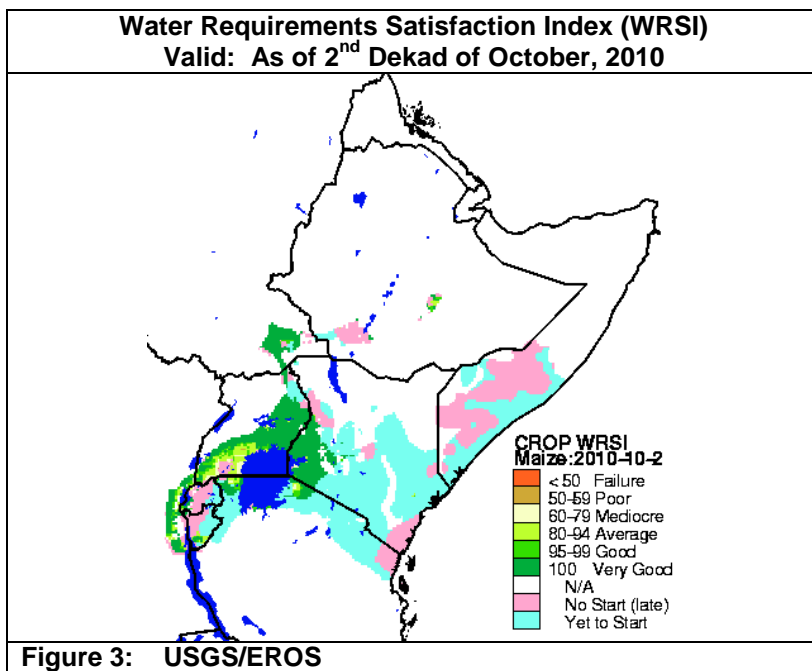 Water Requirements Satisfaction Index (WRSI)
Valid: As of 2nd Dekad of October, 2010
CROP WRSI
Maize:2010-10-2
< 50 Failure
50-59 Poor
60-79 Mediocre
80-94 Average
95-99 Good
100 Very Good
N/A
No Start (late)
Yet to Start
Figure 3: USGS/EROS